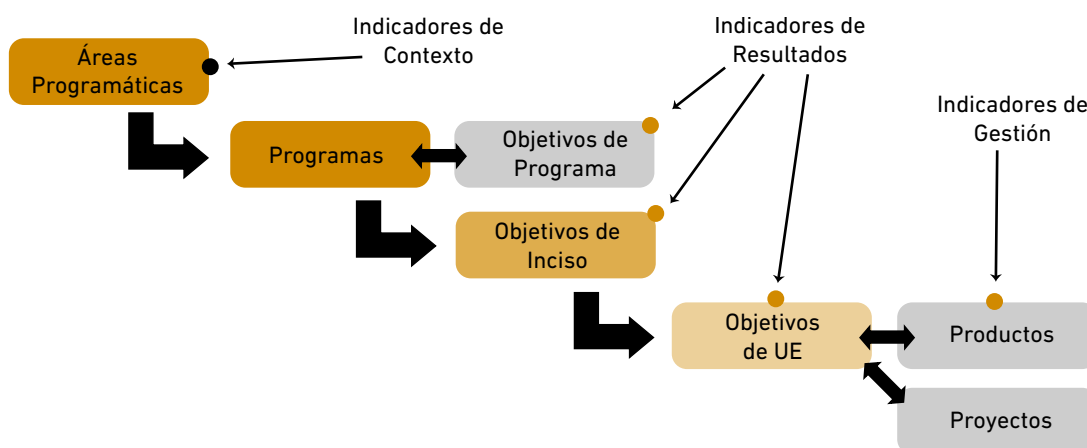 Indicadores de
Contexto
Indicadores de
Resultados
Áreas
Programáticas
Indicadores de
Gestión
Programas
Objetivos de
Programa
Objetivos de
Inciso
Objetivos
de UE
Productos
Proyectos